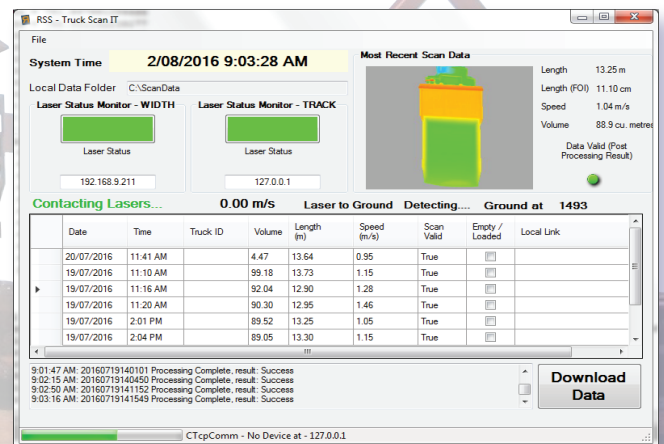 RSS - Truck Scan IT
File
System Time 2/08/2016 9:03:28 AM
Local Data Folder C:\ScanData
Laser Status Monitor - WIDTH
Laser Status
192.168.9.211
Laser Status Monitor - TRACK
Laser Status
127.0.0.1
Most Recent Scan Data
Length 13.25 m
Length (FOI) 11.10 cm
Speed 1.04 m/s
Volume 88.9 cu. metres
Data Valid (Post
Processing Result)
Contacting Lasers... 0.00 m/s Laser to Ground Detecting.... Ground at 1493
Date Time Truck ID Volume Length (m) Speed (m/s) Scan Valid Empty / Loaded Local Link
20/07/2016 11:41 AM 4.47 13.64 0.95 True
19/07/2016 11:10 AM 99.18 13.73 1.15 True
19/07/2016 11:16 AM 92.04 12.90 1.28 True
19/07/2016 11:20 AM 90.30 12.95 1.46 True
19/07/2016 2:01 PM 89.52 13.25 1.05 True
19/07/2016 2:04 PM 89.05 13.30 1.15 True
9:01:47 AM: 20160719140101 Processing Complete, result: Success
9:02:15 AM: 20160719140450 Processing Complete, result: Success
9:02:50 AM: 20160719141152 Processing Complete, result: Success
9:03:16 AM: 20160719141549 Processing Complete, result: Success
Download
Data
CTcpComm - No Device at - 127.0.0.1